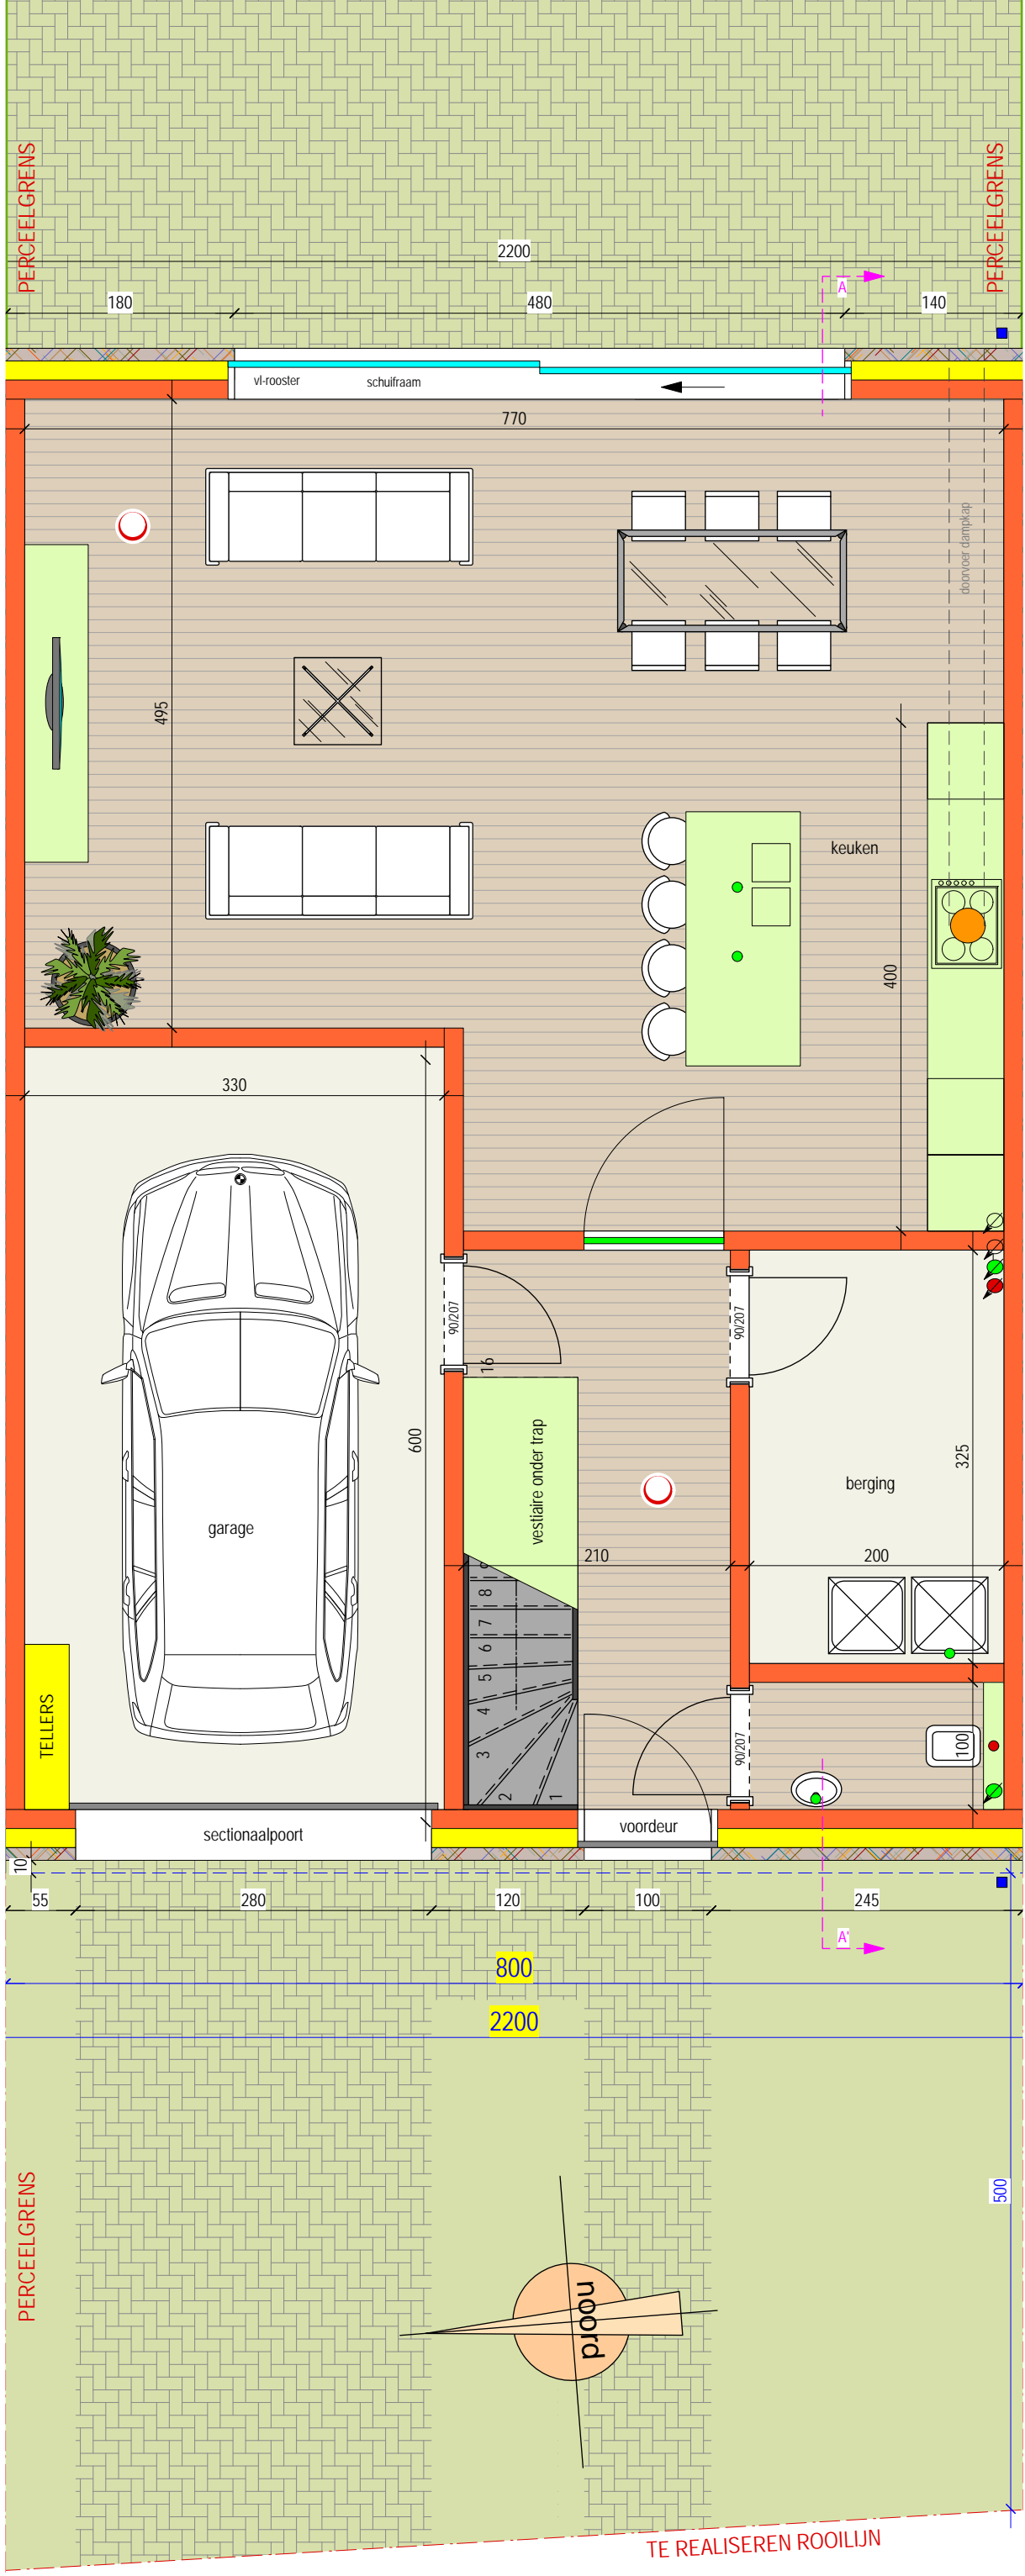 PERCEELGRENS
PERCEELGRENS
2200
A
180
480
140
vl-rooster
schuifraam
770
doorvoer dampkap
495
keuken
400
330
90/207
90/207
16
600
vestiaire onder trap
325
berging
garage
210
200
9
8
7
6
5
4
3
2
1
TELLERS
90/207
100
sectionaalpoort
voordeur
10
55
280
120
100
245
A'
800
2200
500
PERCEELGRENS
noord
TE REALISEREN ROOILIJN